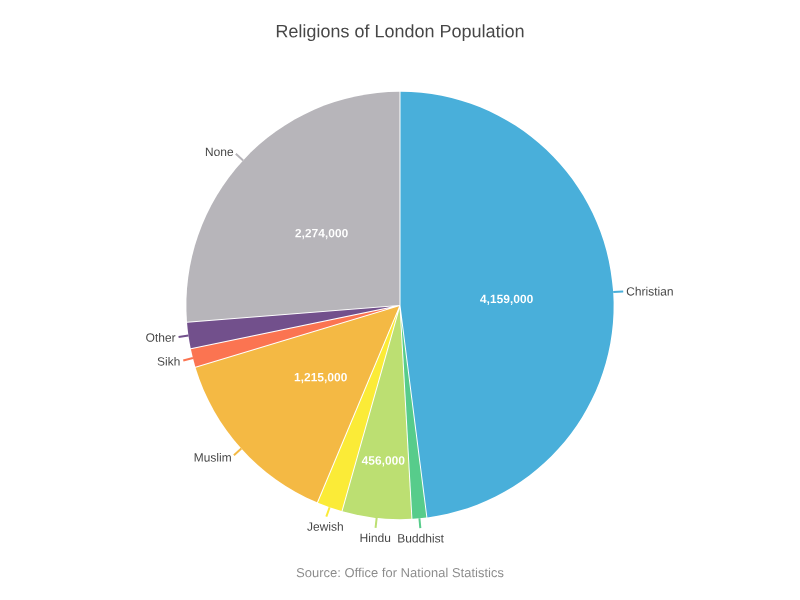 Religions of London Population
None
2,274,000
4,159,000
Christian
Other
Sikh
1,215,000
Muslim
456,000
Jewish
Hindu
Buddhist
Source: Office for National Statistics